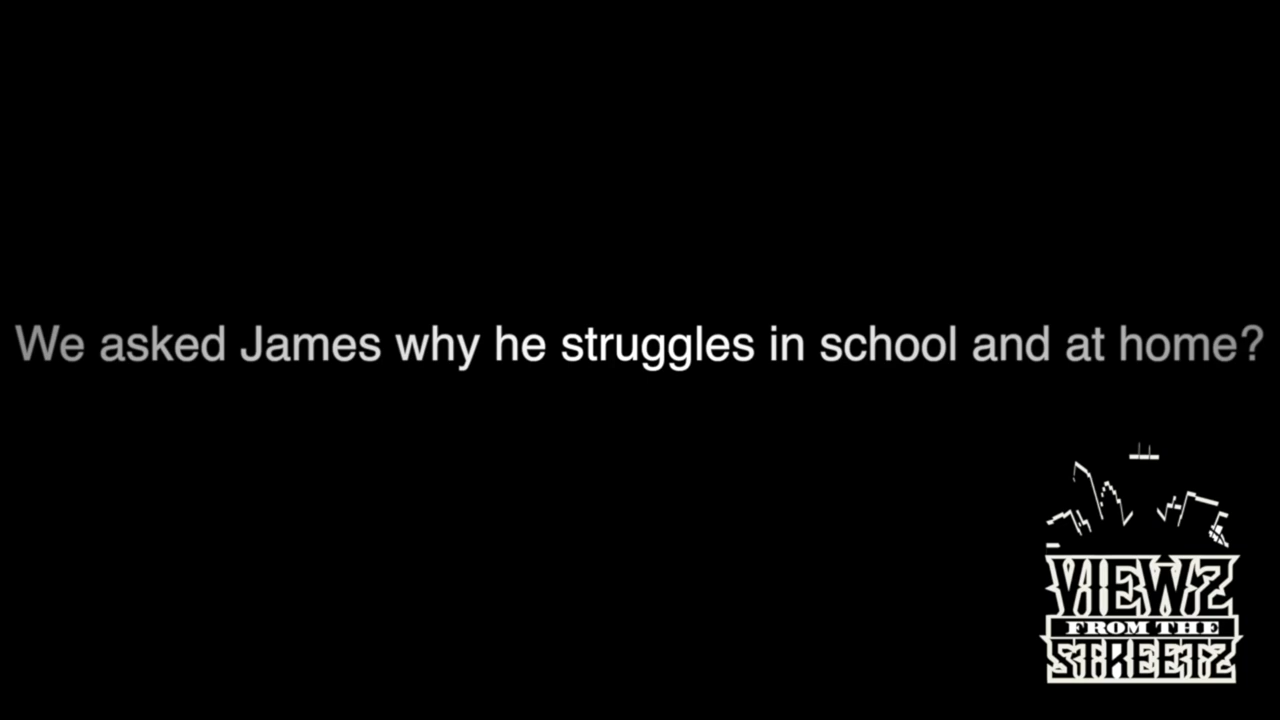 We asked James why he struggles in school and at home?
VIEWZ
FROM THE
STREETZ